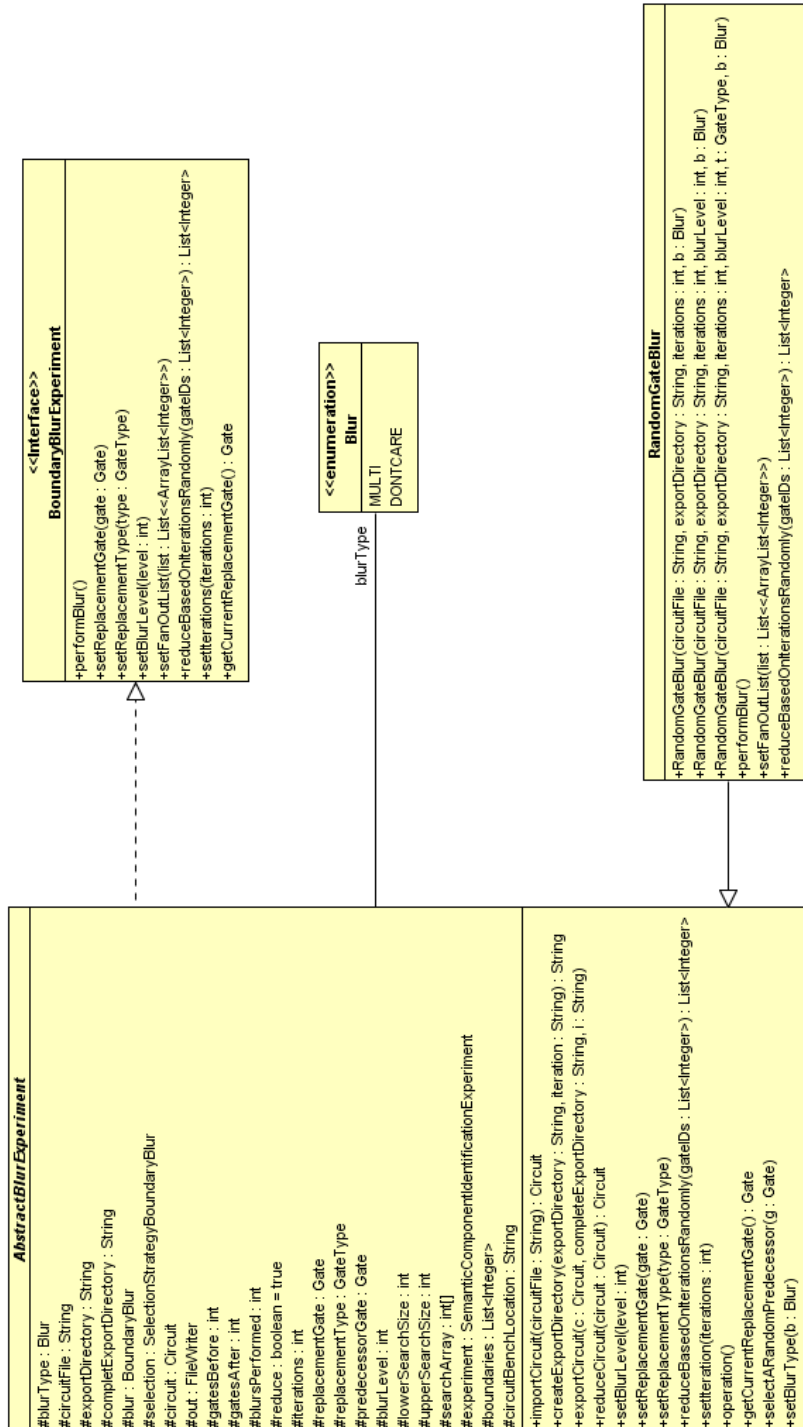 <<Interface>>
BoundaryBlurExperiment
+performBlur()
+setReplacementGate(gate : Gate)
+setReplacementType(type : GateType)
+setBlurLevel(level : int)
+setFanOutList(list : List<<ArrayList<Integer>>)
+reduceBasedOnIterationsRandomly(gateIDs : List<Integer>) : List<Integer>
+setIterations(iterations : int)
+getCurrentReplacementGate() : Gate
<<enumeration>>
Blur
MULTI
DONTCARE
blurType
RandomGateBlur
+RandomGateBlur(circuitFile : String, exportDirectory : String, iterations : int, b : Blur)
+RandomGateBlur(circuitFile : String, exportDirectory : String, iterations : int, blurLevel : int, b : Blur)
+RandomGateBlur(circuitFile : String, exportDirectory : String, iterations : int, blurLevel : int, t : GateType, b : Blur)
+performBlur()
+setFanOutList(list : List<<ArrayList<Integer>>)
+reduceBasedOnIterationsRandomly(gateIDs : List<Integer>) : List<Integer>
AbstractBlurExperiment
#blurType : Blur
#circuitFile : String
#exportDirectory : String
#completExportDirectory : String
#blur : BoundaryBlur
#selection : SelectionStrategyBoundaryBlur
#circuit : Circuit
#out : FileWriter
#gatesBefore : int
#gatesAfter : int
#blursPerformed : int
#reduce : boolean = true
#iterations : int
#replacementGate : Gate
#replacementType : GateType
#predecessorGate : Gate
#blurLevel : int
#lowerSearchSize : int
#upperSearchSize : int
#searchArray : int[]
#experiment : SemanticComponentIdentificationExperiment
#boundaries : List<Integer>
#circuitBenchLocation : String
+importCircuit(circuitFile : String) : Circuit
+createExportDirectory(exportDirectory : String, iteration : String) : String
+exportCircuit(c : Circuit, completeExportDirectory : String, i : String)
+reduceCircuit(circuit : Circuit) : Circuit
+setBlurLevel(level : int)
+setReplacementGate(gate : Gate)
+setReplacementType(type : GateType)
+reduceBasedOnIterationsRandomly(gateIDs : List<Integer>) : List<Integer>
+setIteration(iterations : int)
+operation()
+getCurrentReplacementGate() : Gate
+selectARandomPredecessor(g : Gate)
+setBlurType(b : Blur)